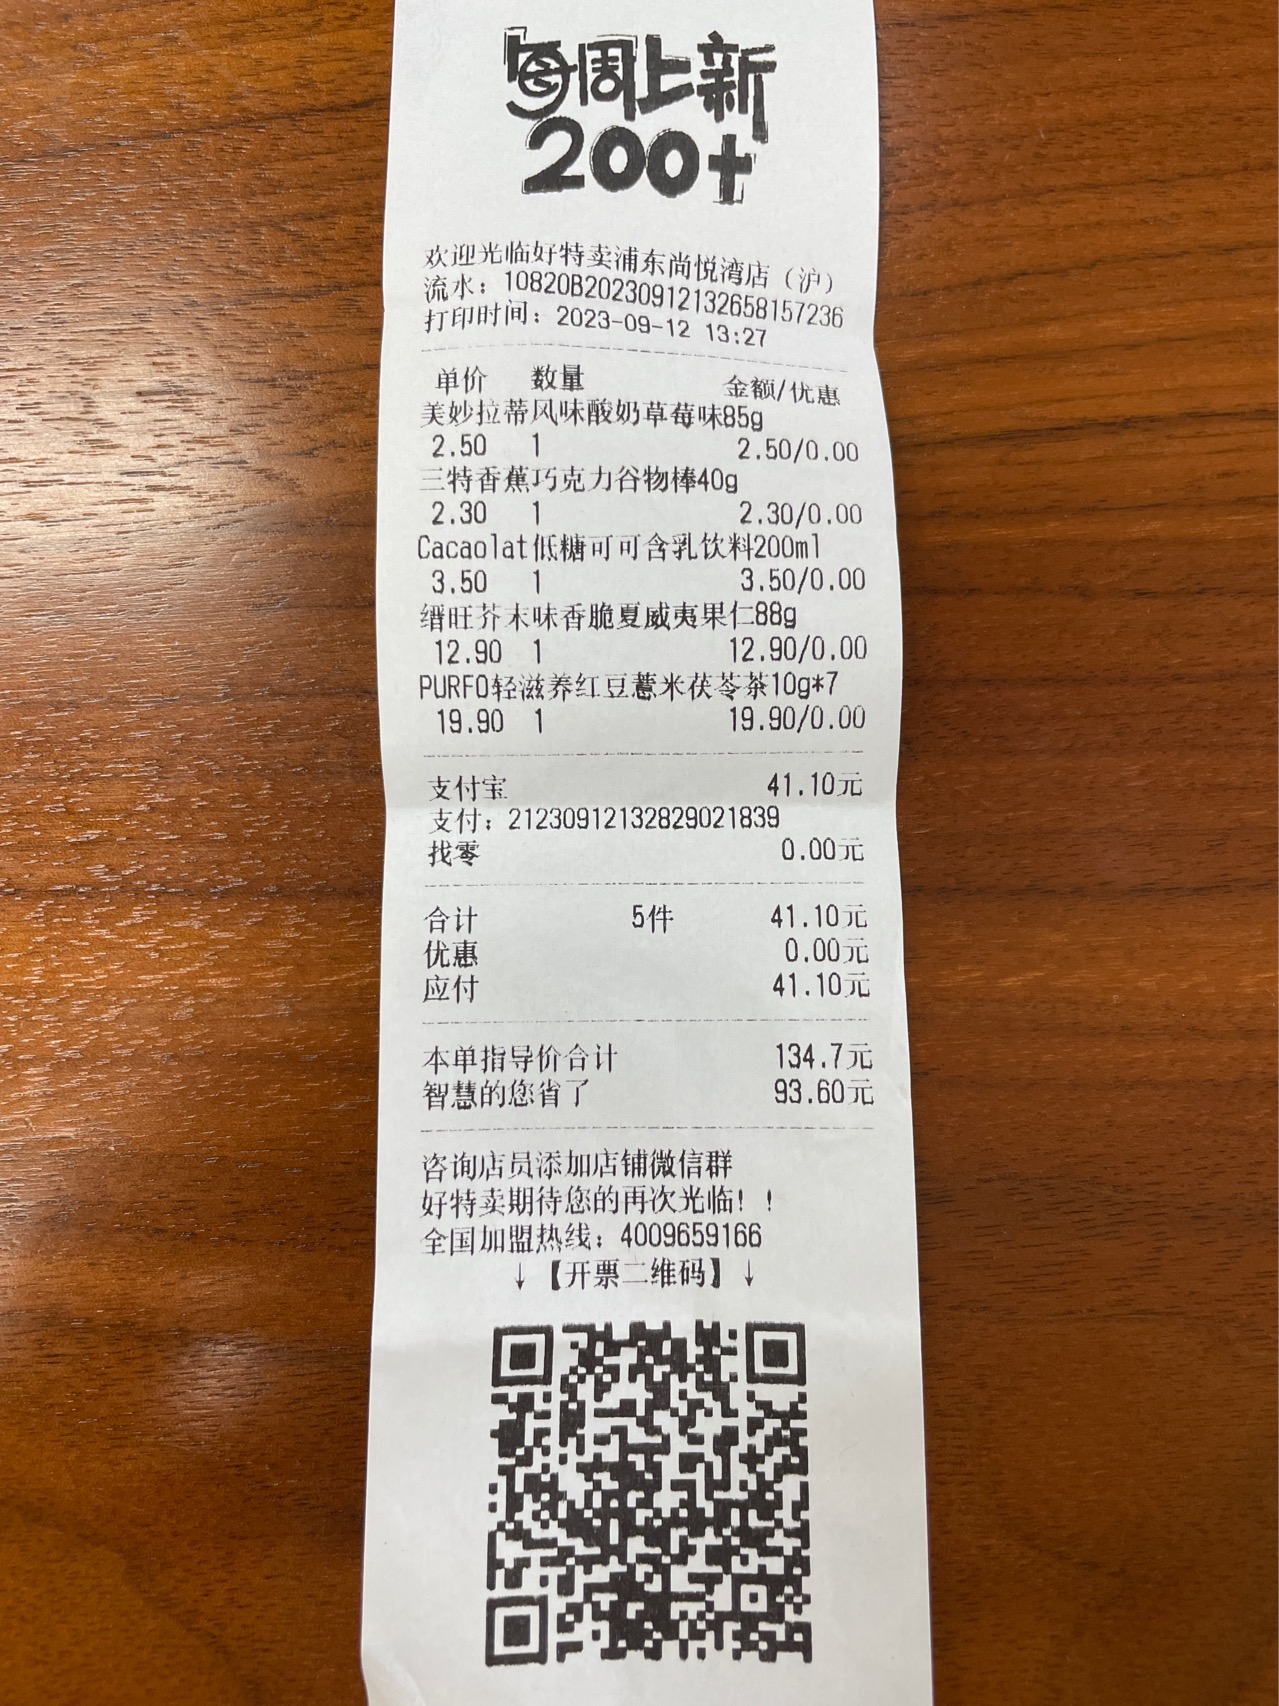 每周上新
200+
欢迎光临好特卖浦东尚悦湾店（沪）
流水：10820B20230912132658157236
打印时间：2023-09-12 13:27
单价 数量 金额/优惠
美妙拉蒂风味酸奶草莓味85g
2.50 1 2.50/0.00
三特香蕉巧克力谷物棒40g
2.30 1 2.30/0.00
Cacaolat低糖可可含乳饮料200ml
3.50 1 3.50/0.00
缙旺芥末味香脆夏威夷果仁88g
12.90 1 12.90/0.00
PURFO轻滋养红豆薏米茯苓茶10g*7
19.90 1 19.90/0.00
支付宝 41.10元
支付：21230912132829021839
找零 0.00元
合计 5件 41.10元
优惠 0.00元
应付 41.10元
本单指导价合计 134.7元
智慧的您省了 93.60元
咨询店员添加店铺微信群
好特卖期待您的再次光临！！
全国加盟热线：4009659166
↓【开票二维码】↓